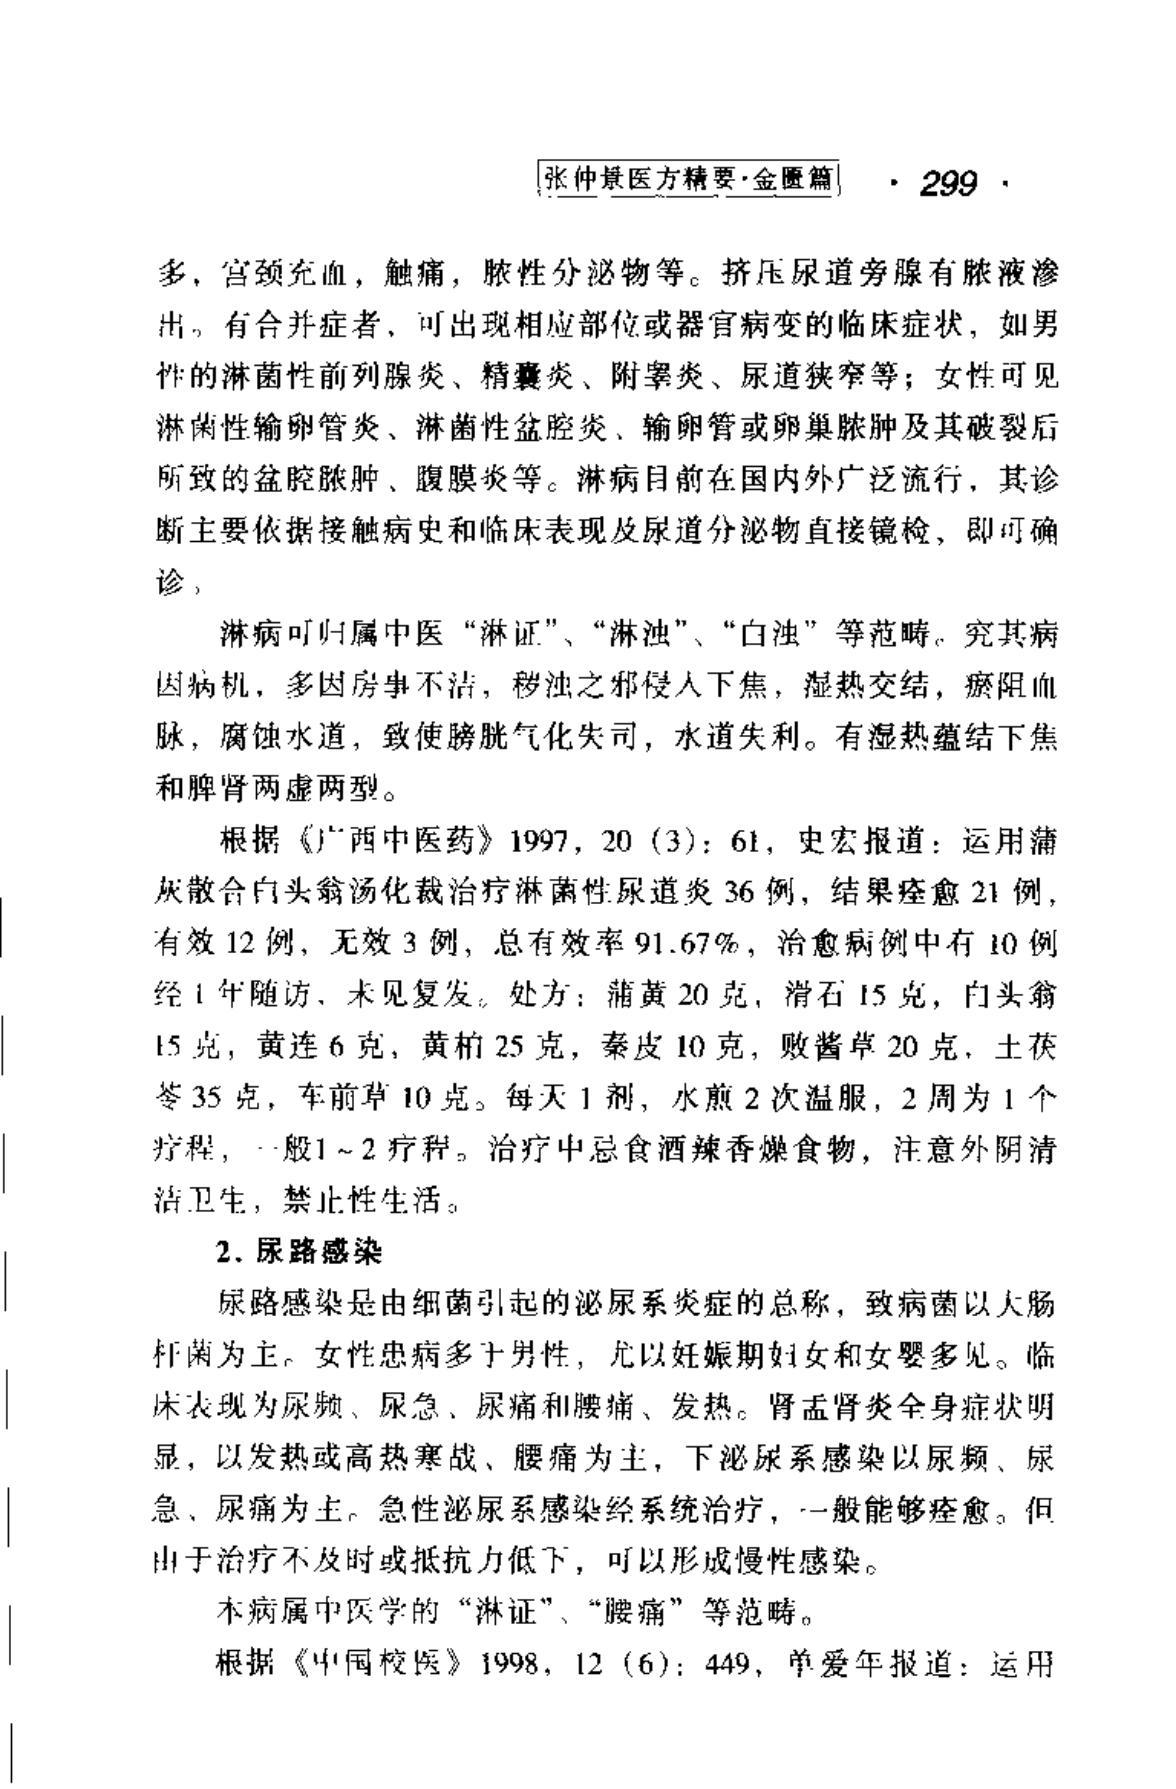 张仲景医方精要·金匮篇 · 299 ·
多，宫颈充血，触痛，脓性分泌物等。挤压尿道旁腺有脓液渗
出。有合并症者，可出现相应部位或器官病变的临床症状，如男
性的淋菌性前列腺炎、精囊炎、附睾炎、尿道狭窄等；女性可见
淋菌性输卵管炎、淋菌性盆腔炎、输卵管或卵巢脓肿及其破裂后
所致的盆腔脓肿、腹膜炎等。淋病目前在国内外广泛流行，其诊
断主要依据接触病史和临床表现及尿道分泌物直接镜检，即可确
诊。
淋病可归属中医“淋证”、“淋浊”、“白浊”等范畴。究其病
因病机，多因房事不洁，秽浊之邪侵入下焦，湿热交结，瘀阻血
脉，腐蚀水道，致使膀胱气化失司，水道失利。有湿热蕴结下焦
和脾肾两虚两型。
根据《广西中医药》1997，20（3）：61，史宏报道：运用蒲
灰散合白头翁汤化裁治疗淋菌性尿道炎 36 例，结果痊愈 21 例，
有效 12 例，无效 3 例，总有效率 91.67%，治愈病例中有 10 例
经 1 年随访，未见复发。处方：蒲黄 20 克，滑石 15 克，白头翁
15 克，黄连 6 克，黄柏 25 克，秦皮 10 克，败酱草 20 克，土茯
苓 35 克，车前草 10 克。每天 1 剂，水煎 2 次温服，2 周为 1 个
疗程，一般1～2 疗程。治疗中忌食酒辣香燥食物，注意外阴清
洁卫生，禁止性生活。
2. 尿路感染
尿路感染是由细菌引起的泌尿系炎症的总称，致病菌以大肠
杆菌为主。女性患病多于男性，尤以妊娠期妇女和女婴多见。临
床表现为尿频、尿急、尿痛和腰痛、发热。肾盂肾炎全身症状明
显，以发热或高热寒战、腰痛为主，下泌尿系感染以尿频、尿
急、尿痛为主。急性泌尿系感染经系统治疗，一般能够痊愈。但
由于治疗不及时或抵抗力低下，可以形成慢性感染。
本病属中医学的“淋证”、“腰痛”等范畴。
根据《中国校医》1998，12（6）：449，单爱年报道：运用